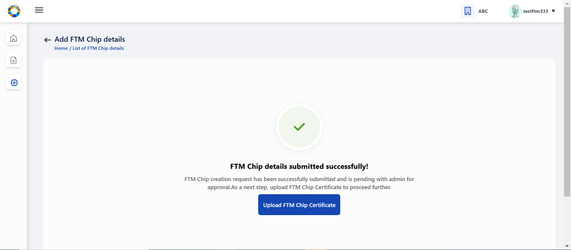 ABC
testfbm333
Add FTM Chip details
Home / List of FTM Chip details
FTM Chip details submitted successfully!
FTM Chip creation request has been successfully submitted and is pending with admin for
approval.As a next step, upload FTM Chip Certificate to proceed further.
Upload FTM Chip Certificate